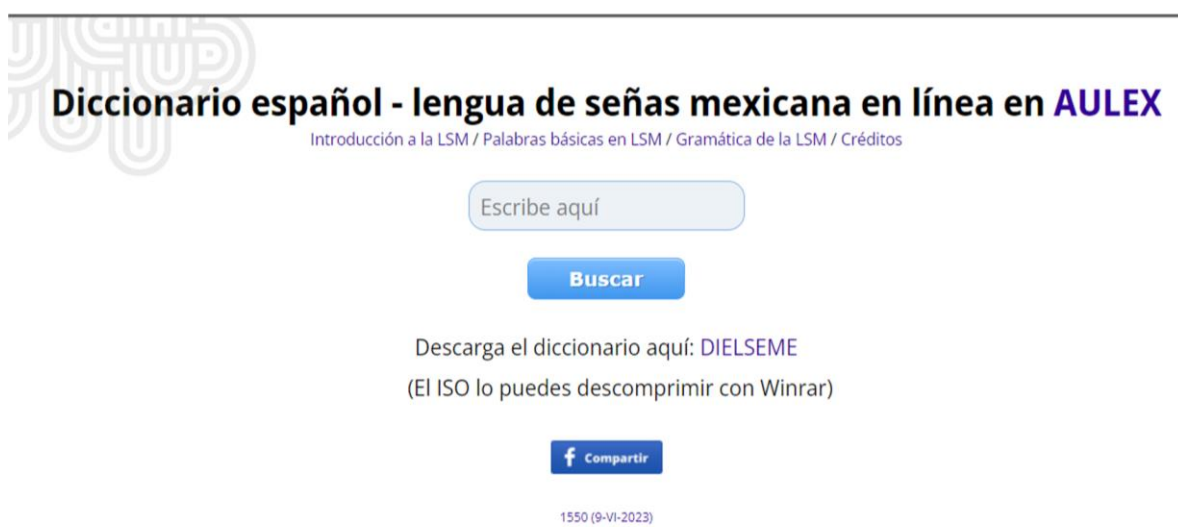 Diccionario español - lengua de señas mexicana en línea en AULEX
Introducción a la LSM / Palabras básicas en LSM / Gramática de la LSM / Créditos
Escribe aquí
Buscar
Descarga el diccionario aquí: DIELSEME
(El ISO lo puedes descomprimir con Winrar)
f Compartir
1550 (9-VI-2023)